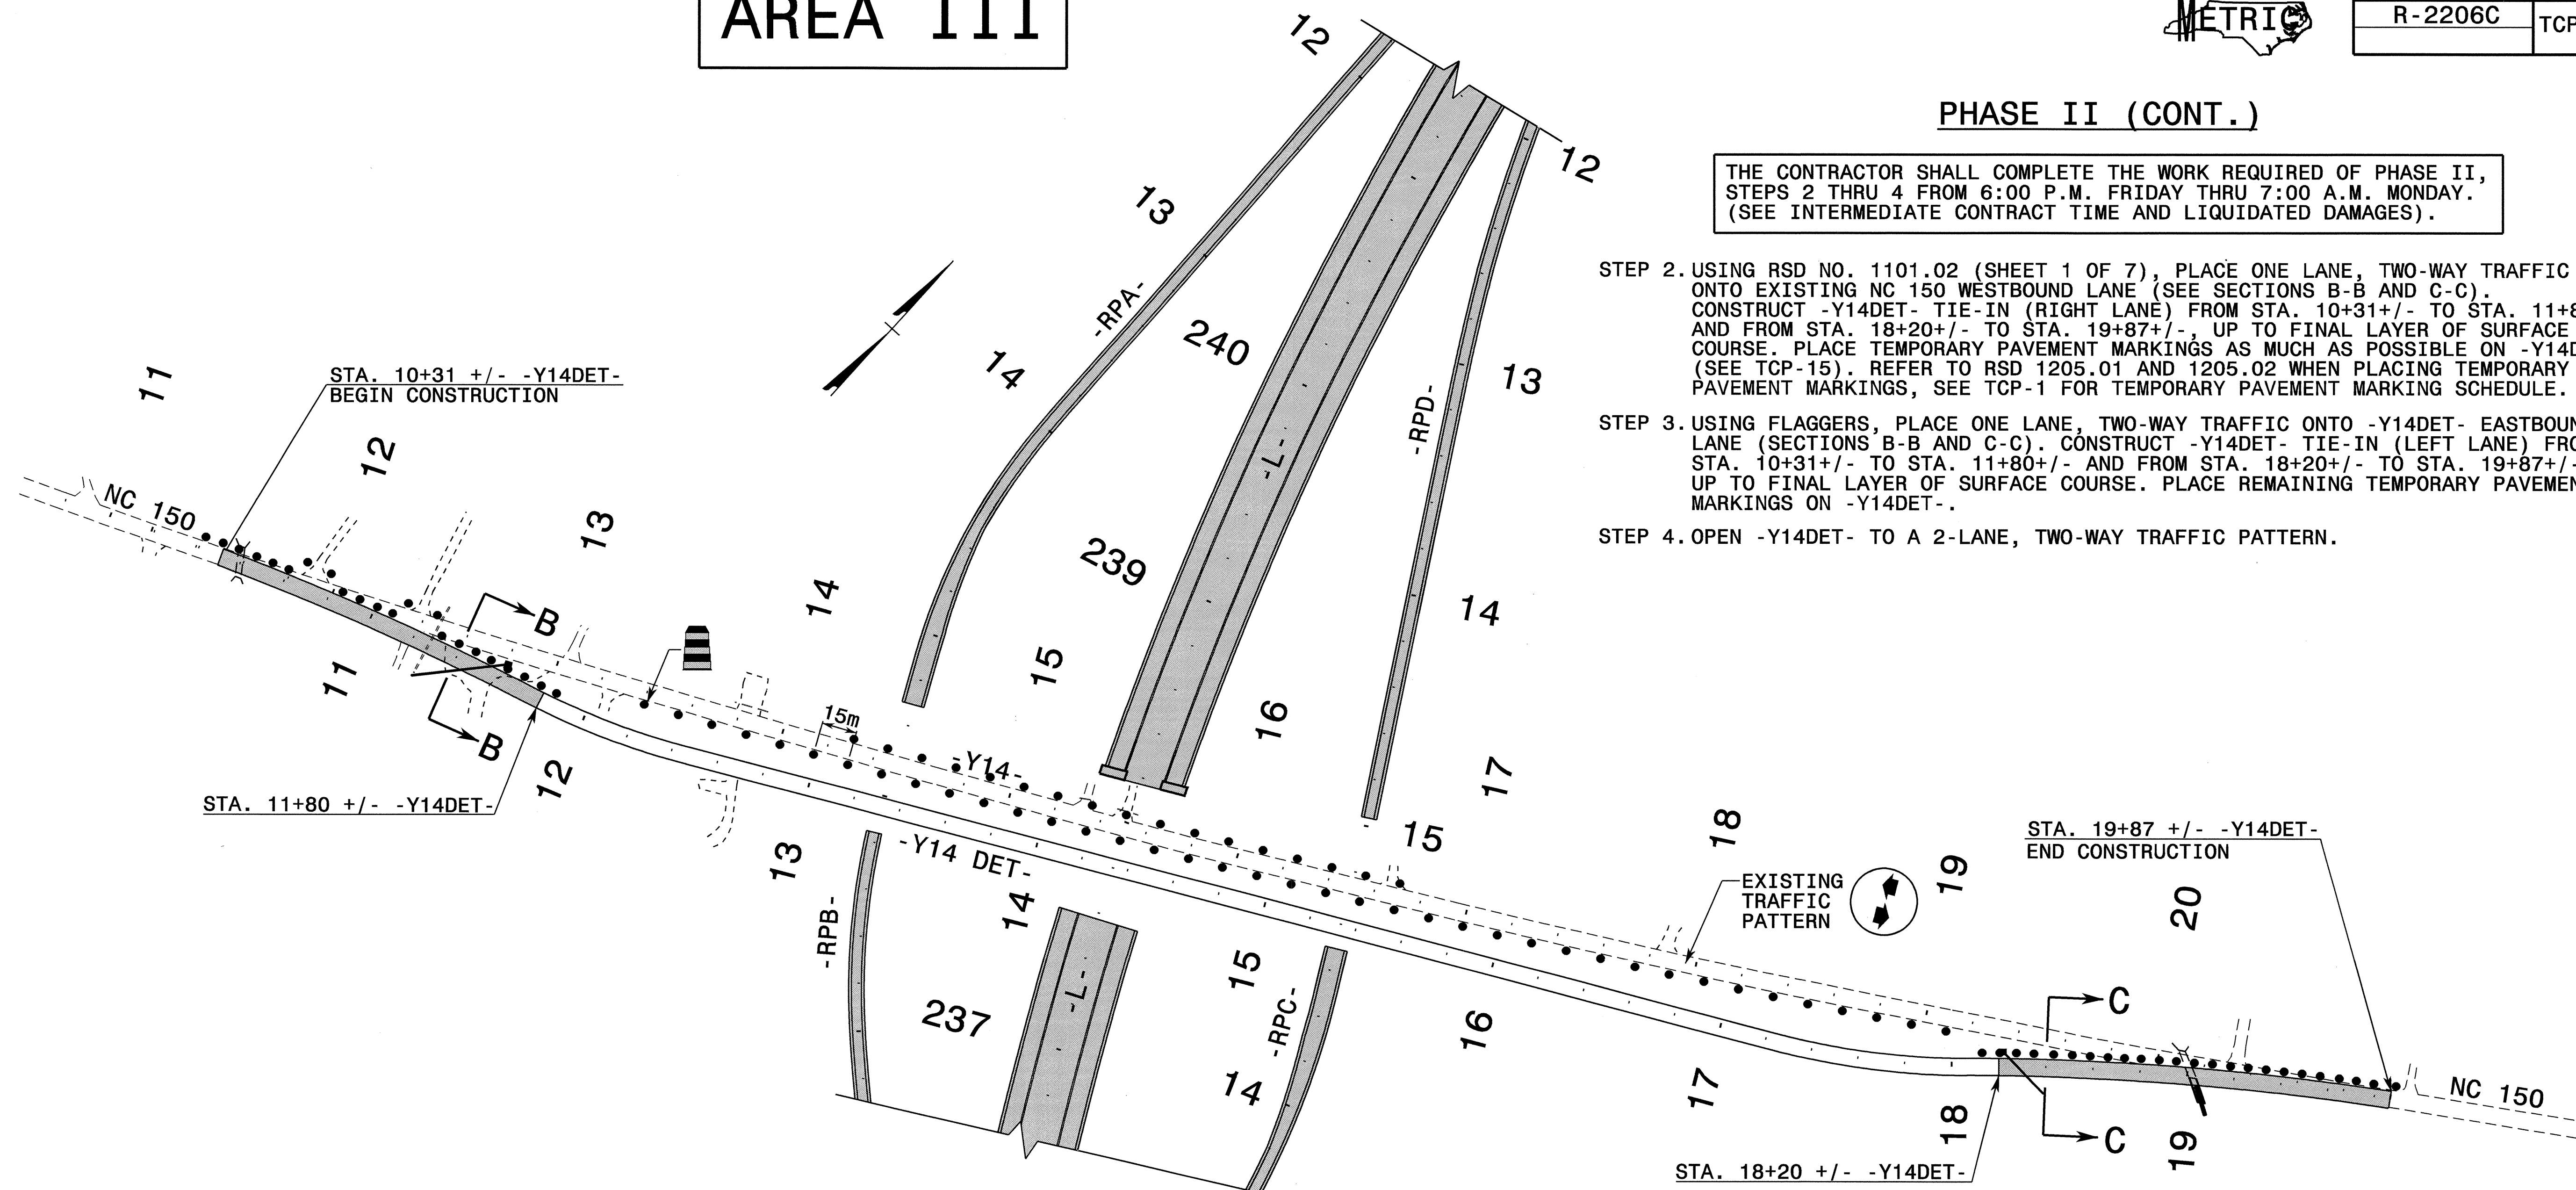 AREA III
METRIC
R-2206C
TCP
PHASE II (CONT.)
THE CONTRACTOR SHALL COMPLETE THE WORK REQUIRED OF PHASE II,
STEPS 2 THRU 4 FROM 6:00 P.M. FRIDAY THRU 7:00 A.M. MONDAY.
(SEE INTERMEDIATE CONTRACT TIME AND LIQUIDATED DAMAGES).
STEP 2. USING RSD NO. 1101.02 (SHEET 1 OF 7), PLACE ONE LANE, TWO-WAY TRAFFIC
ONTO EXISTING NC 150 WESTBOUND LANE (SEE SECTIONS B-B AND C-C).
CONSTRUCT -Y14DET- TIE-IN (RIGHT LANE) FROM STA. 10+31+/- TO STA.
AND FROM STA. 18+20+/- TO STA. 19+87+/-, UP TO FINAL LAYER OF SURFACE
COURSE. PLACE TEMPORARY PAVEMENT MARKINGS AS MUCH AS POSSIBLE ON
(SEE TCP-15). REFER TO RSD 1205.01 AND 1205.02 WHEN PLACING TEMPORARY
PAVEMENT MARKINGS, SEE TCP-1 FOR TEMPORARY PAVEMENT MARKING SCHEDULE.
STEP 3. USING FLAGGERS, PLACE ONE LANE, TWO-WAY TRAFFIC ONTO -Y14DET-
LANE (SECTIONS B-B AND C-C). CONSTRUCT -Y14DET- TIE-IN (LEFT LANE)
STA. 10+31+/- TO STA. 11+80+/- AND FROM STA. 18+20+/- TO STA. 19+87+/-
UP TO FINAL LAYER OF SURFACE COURSE. PLACE REMAINING TEMPORARY
MARKINGS ON -Y14DET-.
STEP 4. OPEN -Y14DET- TO A 2-LANE, TWO-WAY TRAFFIC PATTERN.
12
12
13
-RPA-
14
240
-RPD-
13
-L-
11
STA. 10+31 +/- -Y14DET-
BEGIN CONSTRUCTION
12
NC 150
13
239
14
14
B
15
11
15m
16
B
-Y14-
17
12
STA. 11+80 +/- -Y14DET-
15
18
STA. 19+87 +/- -Y14DET-
END CONSTRUCTION
13
-Y14 DET-
14
EXISTING
TRAFFIC
PATTERN
19
20
-RPB-
15
-L-
237
-RPC-
16
C
14
17
NC 150
18
C
19
STA. 18+20 +/- -Y14DET-